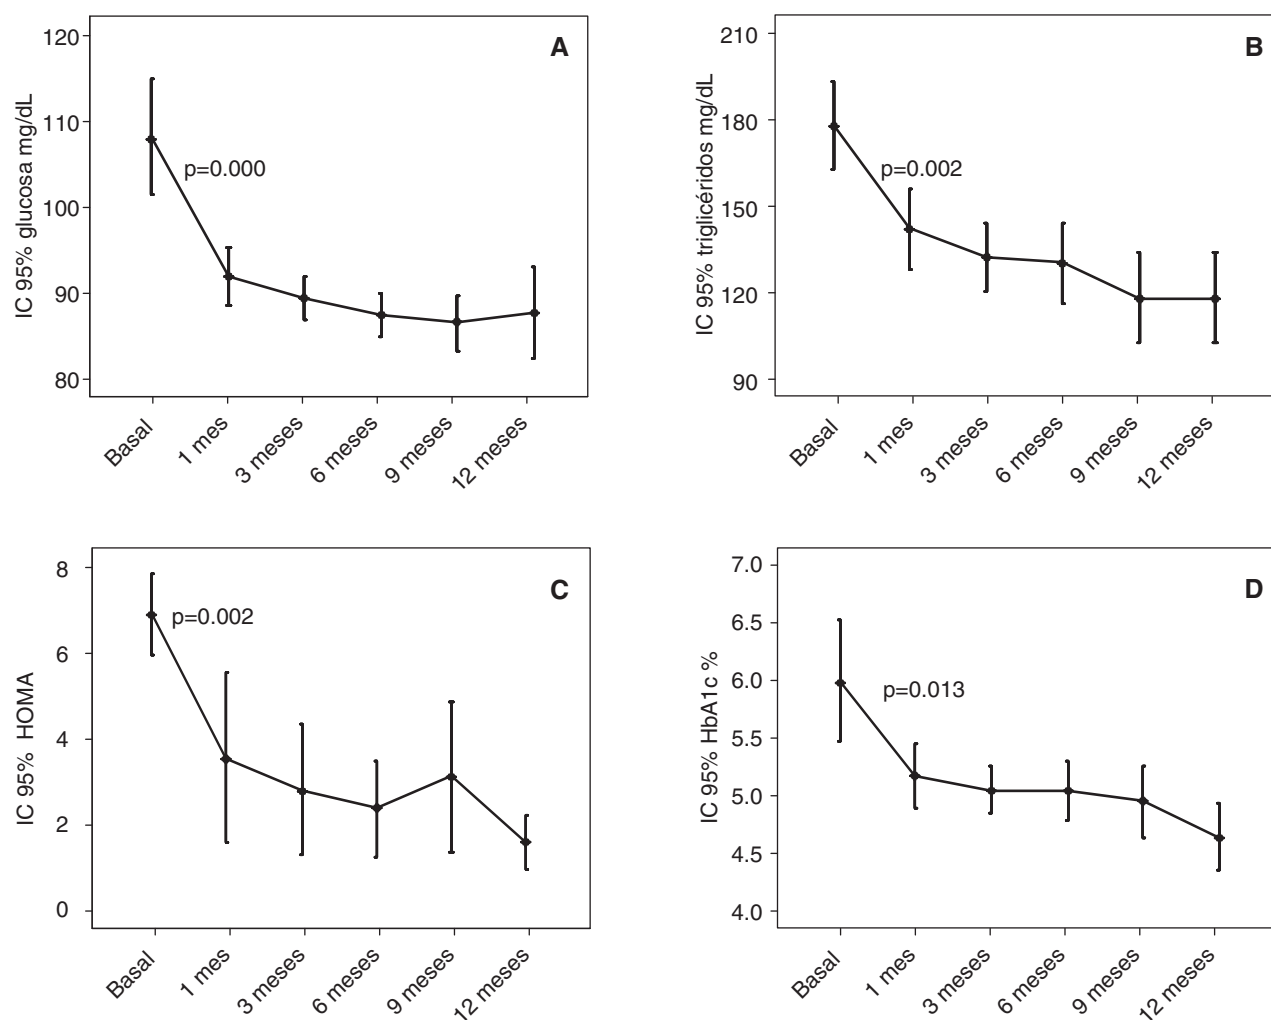 A
IC 95% glucosa mg/dL
120
110
100
90
80
p=0.000
Basal
1 mes
3 meses
6 meses
9 meses
12 meses
B
IC 95% triglicéridos mg/dL
210
180
150
120
90
p=0.002
Basal
1 mes
3 meses
6 meses
9 meses
12 meses
C
IC 95% HOMA
8
6
4
2
0
p=0.002
Basal
1 mes
3 meses
6 meses
9 meses
12 meses
D
IC 95% HbA1c %
7.0
6.5
6.0
5.5
5.0
4.5
4.0
p=0.013
Basal
1 mes
3 meses
6 meses
9 meses
12 meses